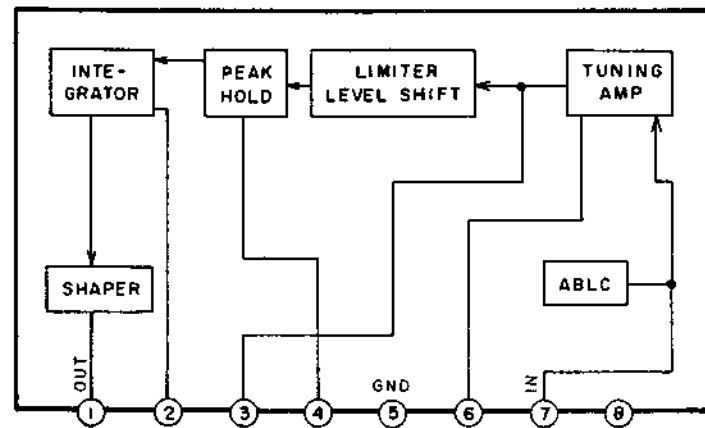 INTE-
GRATOR
PEAK
HOLD
LIMITER
LEVEL SHIFT
TUNING
AMP
SHAPER
ABLC
OUT
GND
IN
1 2 3 4 5 6 7 8